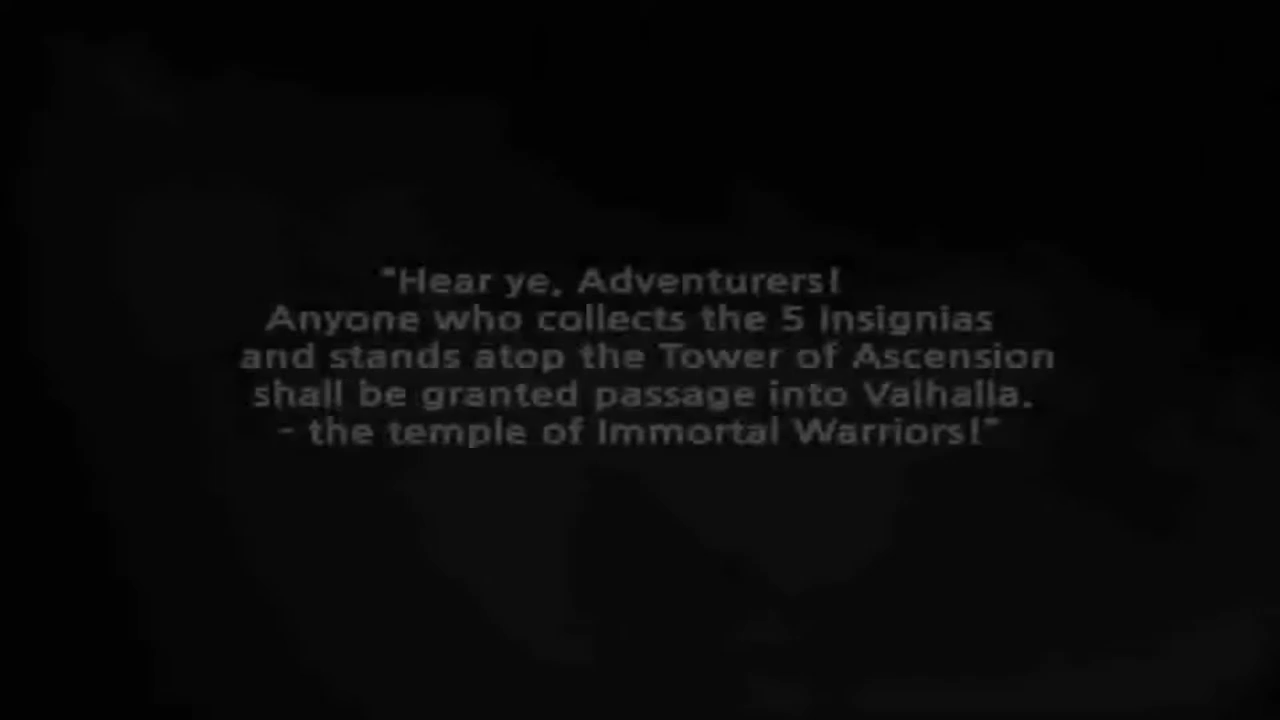 "Hear ye, Adventurers!
Anyone who collects the 5 Insignias
and stands atop the Tower of Ascension
shall be granted passage into Valhalla.
- the temple of Immortal Warriors!"